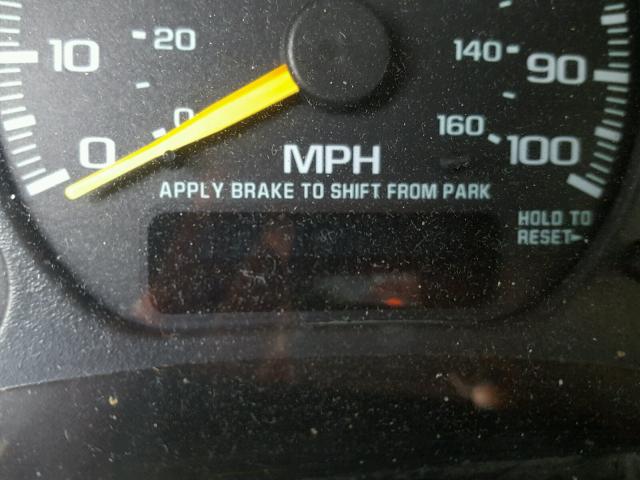 20 140
10 90
0 160
0 MPH 100
APPLY BRAKE TO SHIFT FROM PARK
HOLD TO
RESET